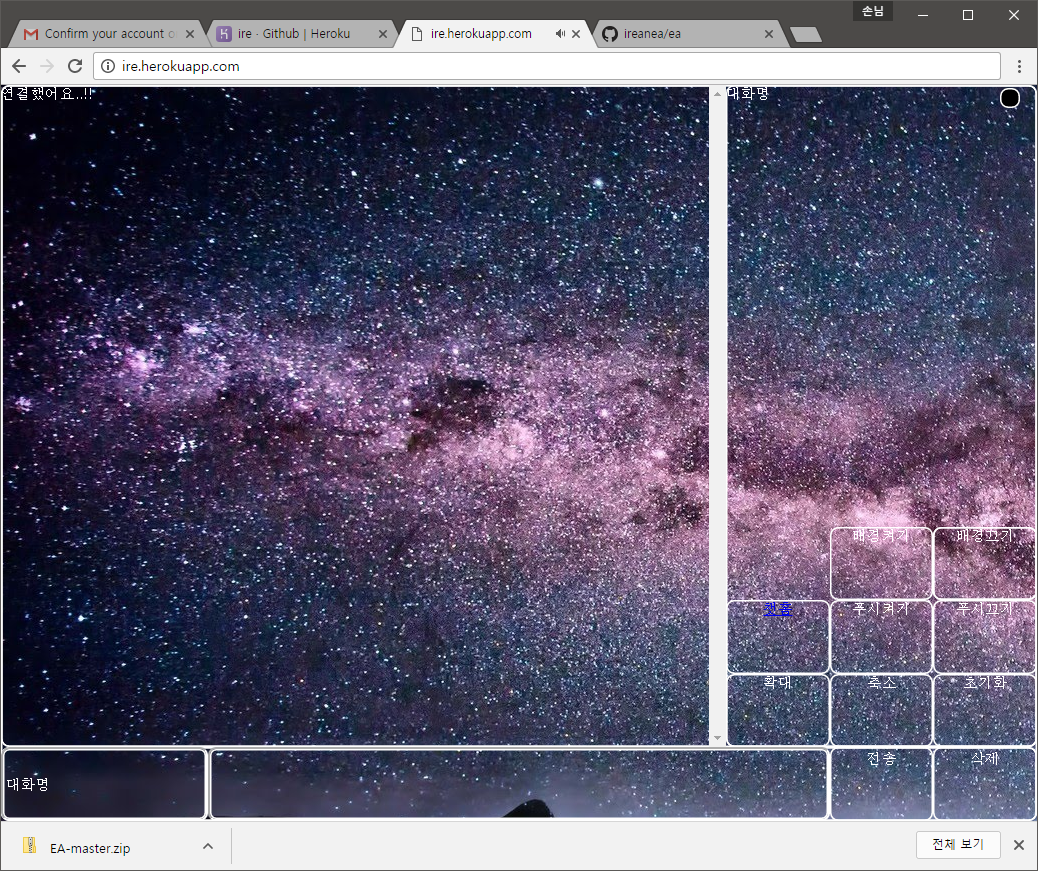 손님
Confirm your account o
ire · Github | Heroku
ire.herokuapp.com
ireanea/ea
ire.herokuapp.com
연결했어요..!!
대화명
배경켜기
배경끄기
챗홈
푸시켜기
푸시끄기
확대
축소
초기화
대화명
전송
삭제
EA-master.zip
전체 보기